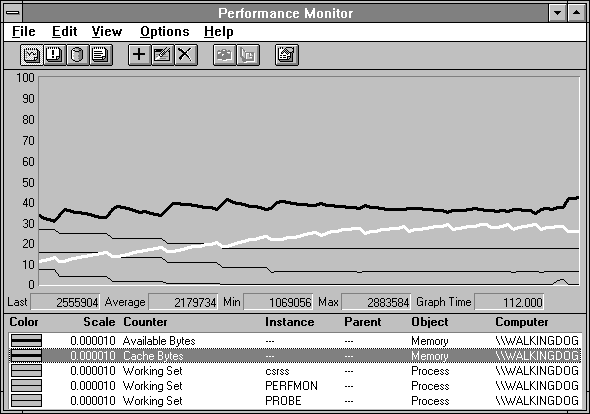 Performance Monitor
File Edit View Options Help
100
90
80
70
60
50
40
30
20
10
0
Last 2555904 Average 2179734 Min 1069056 Max 2883584 Graph Time 112.000
Color Scale Counter Instance Parent Object Computer
0.000010 Available Bytes --- --- Memory \\\WALKINGDOG
0.000010 Cache Bytes --- --- Memory \\\WALKINGDOG
0.000010 Working Set csrss --- Process \\\WALKINGDOG
0.000010 Working Set PERFMON --- Process \\\WALKINGDOG
0.000010 Working Set PROBE --- Process \\\WALKINGDOG